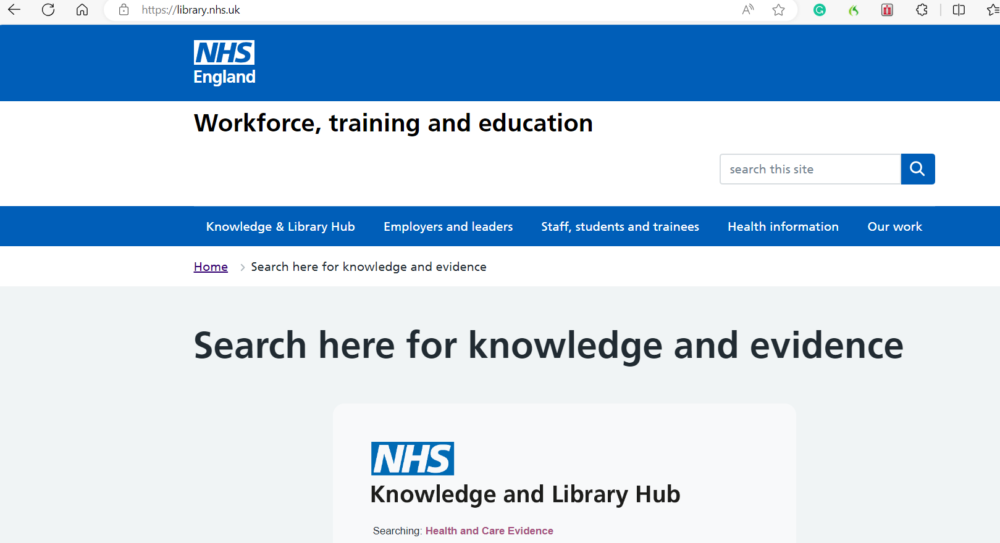 https://library.nhs.uk
NHS
England
Workforce, training and education
search this site
Knowledge & Library Hub Employers and leaders Staff, students and trainees Health information Our work
Home > Search here for knowledge and evidence
Search here for knowledge and evidence
NHS
Knowledge and Library Hub
Searching: Health and Care Evidence